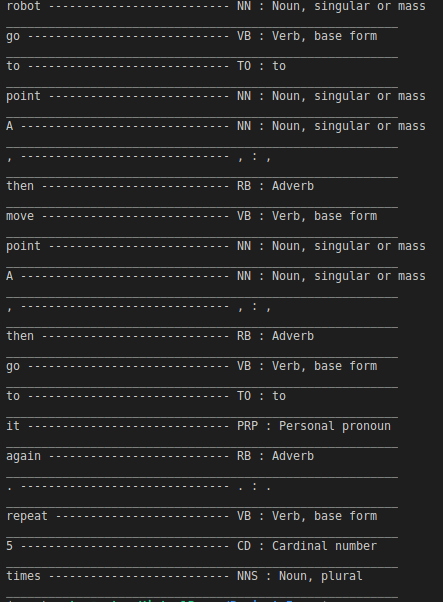 robot -------------------------- NN : Noun, singular or mass
go ----------------------------- VB : Verb, base form
to ----------------------------- TO : to
point -------------------------- NN : Noun, singular or mass
A ------------------------------ NN : Noun, singular or mass
, ------------------------------ , : ,
then --------------------------- RB : Adverb
move --------------------------- VB : Verb, base form
point -------------------------- NN : Noun, singular or mass
A ------------------------------ NN : Noun, singular or mass
, ------------------------------ , : ,
then --------------------------- RB : Adverb
go ----------------------------- VB : Verb, base form
to ----------------------------- TO : to
it ----------------------------- PRP : Personal pronoun
again -------------------------- RB : Adverb
. ------------------------------ . : .
repeat ------------------------- VB : Verb, base form
5 ------------------------------ CD : Cardinal number
times -------------------------- NNS : Noun, plural